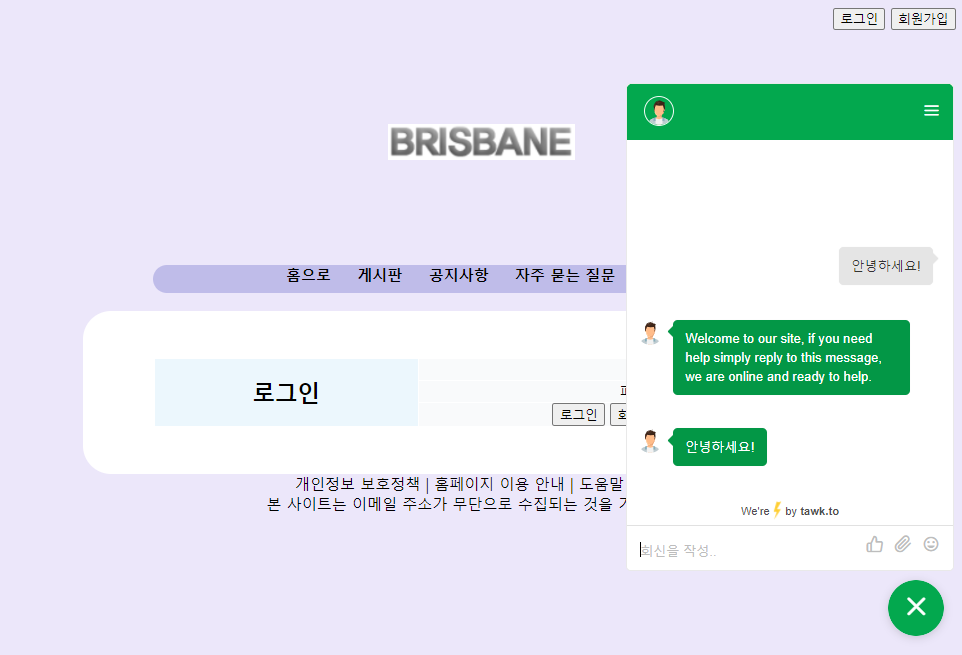 로그인 회원가입
BRISBANE
홈으로 게시판 공지사항 자주 묻는 질문
로그인
로그인
개인정보 보호정책 | 홈페이지 이용 안내 | 도움말
본 사이트는 이메일 주소가 무단으로 수집되는 것을
안녕하세요!
Welcome to our site, if you need
help simply reply to this message,
we are online and ready to help.
안녕하세요!
We're by tawk.to
회신을 작성..